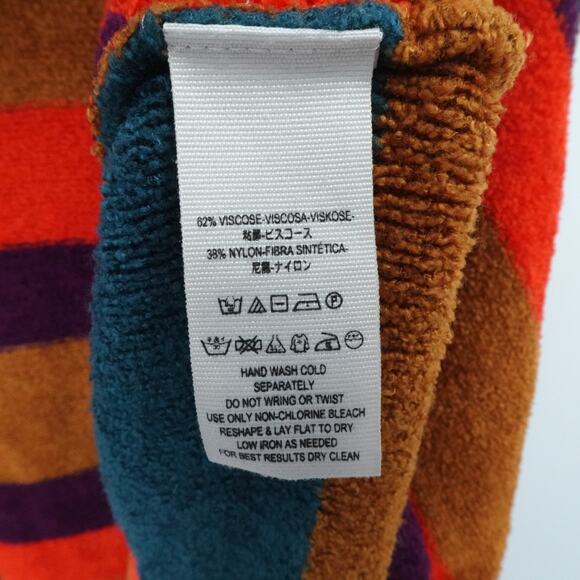 62% VISCOSE-VISCOSA-VISKOSE-
粘膠-ビスコース
38% NYLON-FIBRA SINTÉTICA-
尼龍-ナイロン
HAND WASH COLD
SEPARATELY
DO NOT WRING OR TWIST
USE ONLY NON-CHLORINE BLEACH
RESHAPE & LAY FLAT TO DRY
LOW IRON AS NEEDED
FOR BEST RESULTS DRY CLEAN